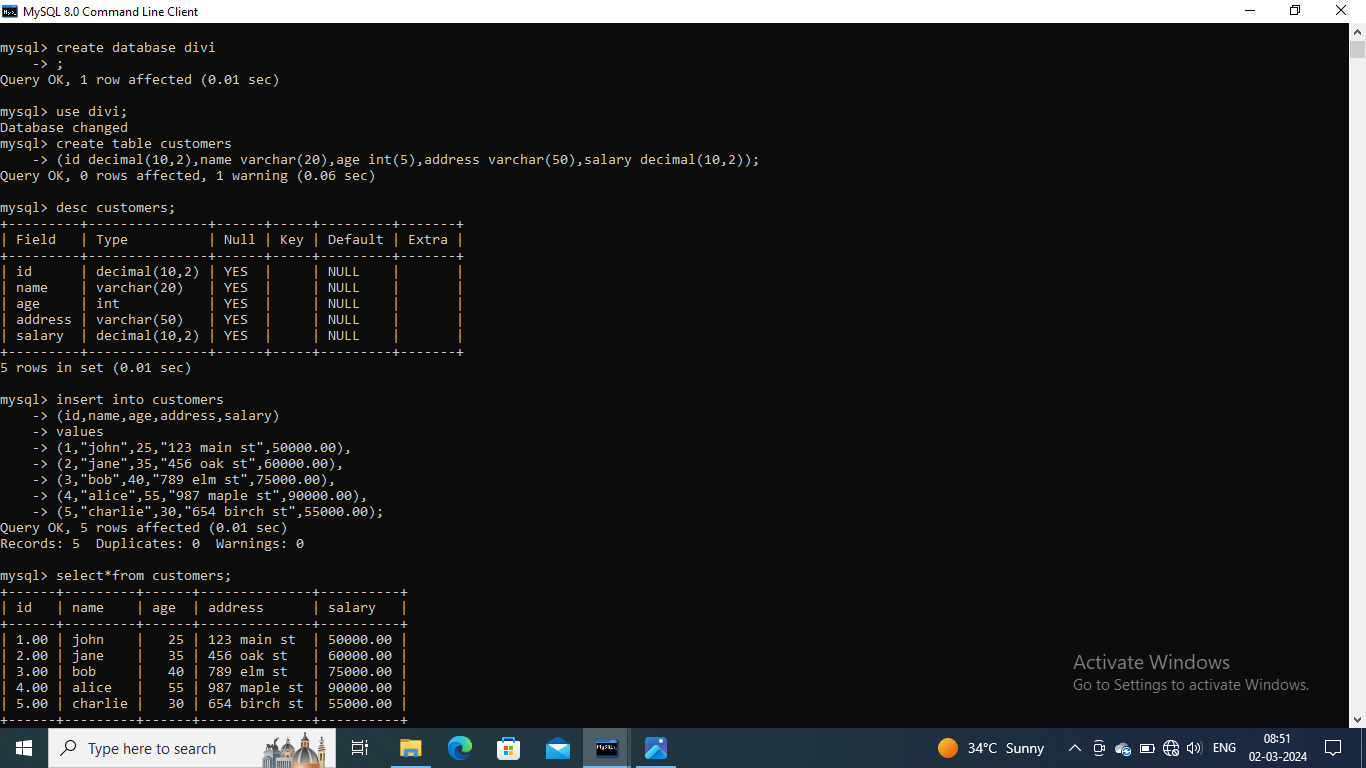 MySQL 8.0 Command Line Client
mysql> create database divi
    -> ;
Query OK, 1 row affected (0.01 sec)
mysql> use divi;
Database changed
mysql> create table customers
    -> (id decimal(10,2),name varchar(20),age int(5),address varchar(50),salary decimal(10,2));
Query OK, 0 rows affected, 1 warning (0.06 sec)
mysql> desc customers;
+---------+---------------+------+-----+---------+-------+
| Field   | Type          | Null | Key | Default | Extra |
+---------+---------------+------+-----+---------+-------+
| id      | decimal(10,2) | YES  |     | NULL    |       |
| name    | varchar(20)   | YES  |     | NULL    |       |
| age     | int           | YES  |     | NULL    |       |
| address | varchar(50)   | YES  |     | NULL    |       |
| salary  | decimal(10,2) | YES  |     | NULL    |       |
+---------+---------------+------+-----+---------+-------+
5 rows in set (0.01 sec)
mysql> insert into customers
    -> (id,name,age,address,salary)
    -> values
    -> (1,"john",25,"123 main st",50000.00),
    -> (2,"jane",35,"456 oak st",60000.00),
    -> (3,"bob",40,"789 elm st",75000.00),
    -> (4,"alice",55,"987 maple st",90000.00),
    -> (5,"charlie",30,"654 birch st",55000.00);
Query OK, 5 rows affected (0.01 sec)
Records: 5  Duplicates: 0  Warnings: 0
mysql> select*from customers;
+------+---------+------+--------------+----------+
| id   | name    | age  | address      | salary   |
+------+---------+------+--------------+----------+
| 1.00 | john    |   25 | 123 main st  | 50000.00 |
| 2.00 | jane    |   35 | 456 oak st   | 60000.00 |
| 3.00 | bob     |   40 | 789 elm st   | 75000.00 |
| 4.00 | alice   |   55 | 987 maple st | 90000.00 |
| 5.00 | charlie |   30 | 654 birch st | 55000.00 |
+------+---------+------+--------------+----------+
Activate Windows
Go to Settings to activate Windows.
Type here to search
34°C Sunny
ENG
08:51
02-03-2024